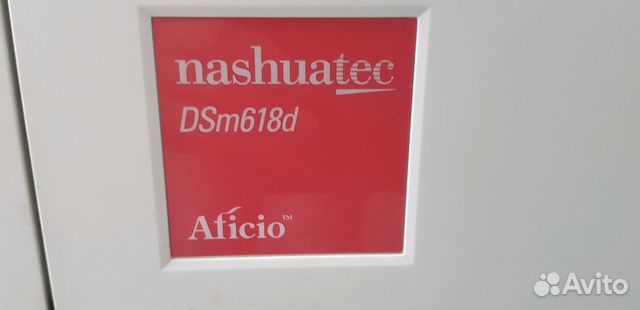 nashuatec
DSm618d
Aficio™
Avito